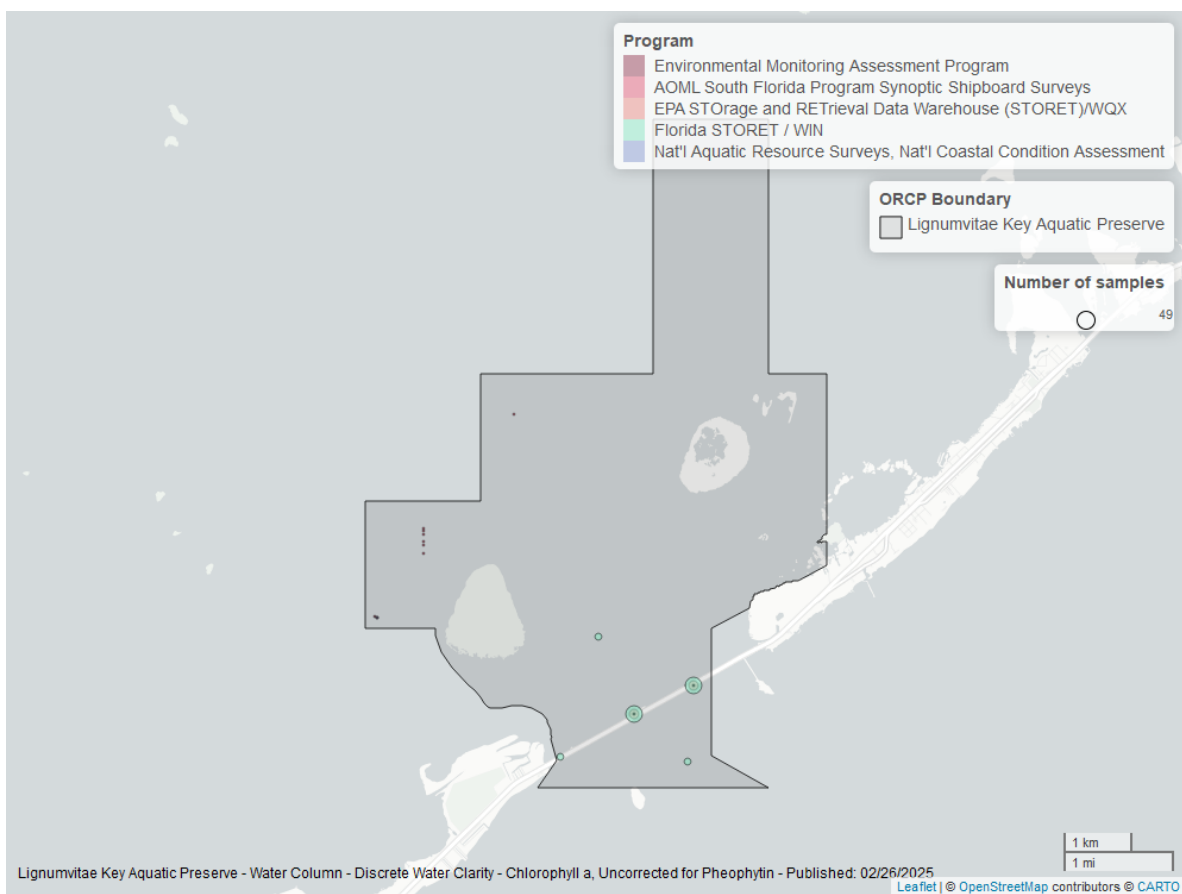 Program
Environmental Monitoring Assessment Program
AOML South Florida Program Synoptic Shipboard Surveys
EPA STOrage and RETrieval Data Warehouse (STORET)/WQX
Florida STORET / WIN
Nat'l Aquatic Resource Surveys, Nat'l Coastal Condition Assessment
ORCP Boundary
Lignumvitae Key Aquatic Preserve
Number of samples
49
1 km
1 mi
Lignumvitae Key Aquatic Preserve - Water Column - Discrete Water Clarity - Chlorophyll a, Uncorrected for Pheophytin - Published: 02/26/2025
Leaflet | © OpenStreetMap contributors © CARTO